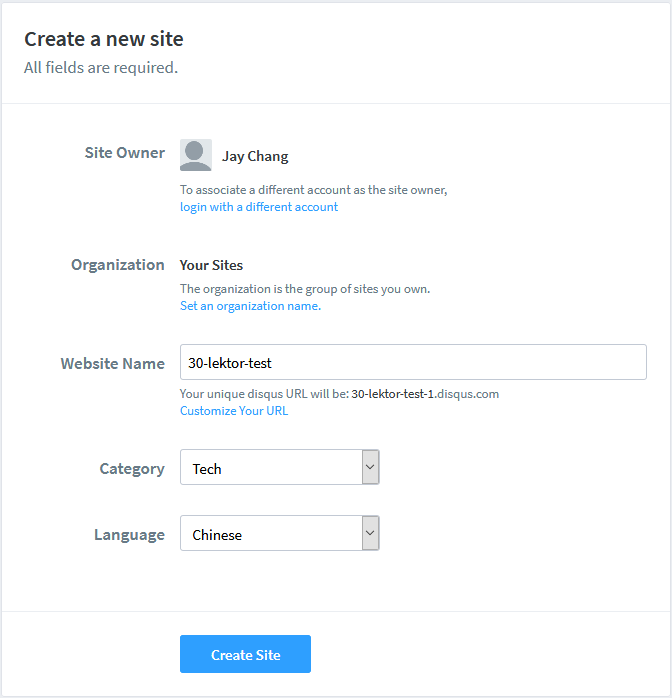 Create a new site
All fields are required.
Site Owner
Jay Chang
To associate a different account as the site owner,
login with a different account
Organization
Your Sites
The organization is the group of sites you own.
Set an organization name.
Website Name
30-lektor-test
Your unique disqus URL will be: 30-lektor-test-1.disqus.com
Customize Your URL
Category
Tech
Language
Chinese
Create Site